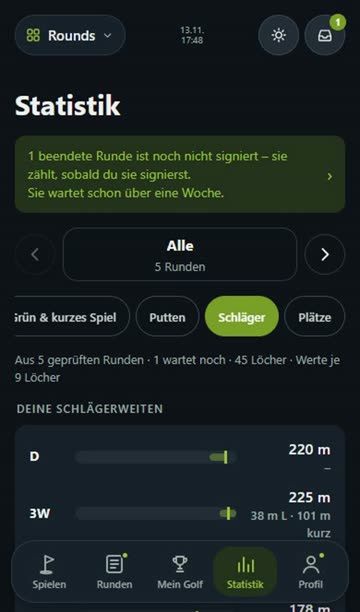 Rounds
13.11.
17:48
1
Statistik
1 beendete Runde ist noch nicht signiert – sie
zählt, sobald du sie signierst.
Sie wartet schon über eine Woche.
Alle
5 Runden
Grün & kurzes Spiel
Putten
Schläger
Plätze
Aus 5 geprüften Runden · 1 wartet noch · 45 Löcher · Werte je
9 Löcher
DEINE SCHLÄGERWEITEN
D
220 m
–
3W
225 m
38 m L · 101 m
kurz
178 m
Spielen
Runden
Mein Golf
Statistik
Profil